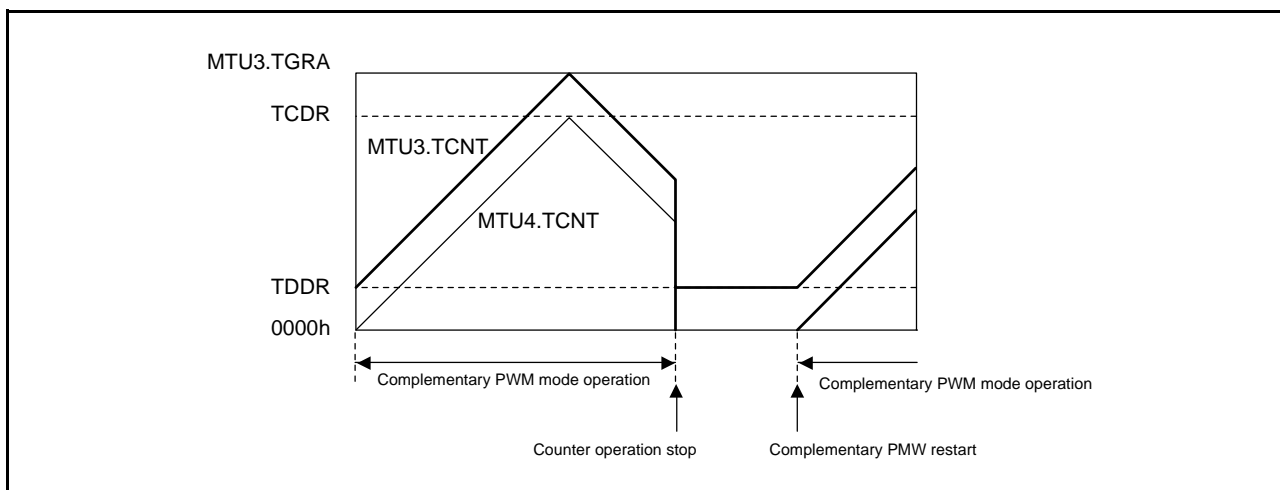 MTU3.TGRA
TCDR
MTU3.TCNT
MTU4.TCNT
TDDR
0000h
Complementary PWM mode operation
Complementary PWM mode operation
Counter operation stop
Complementary PMW restart